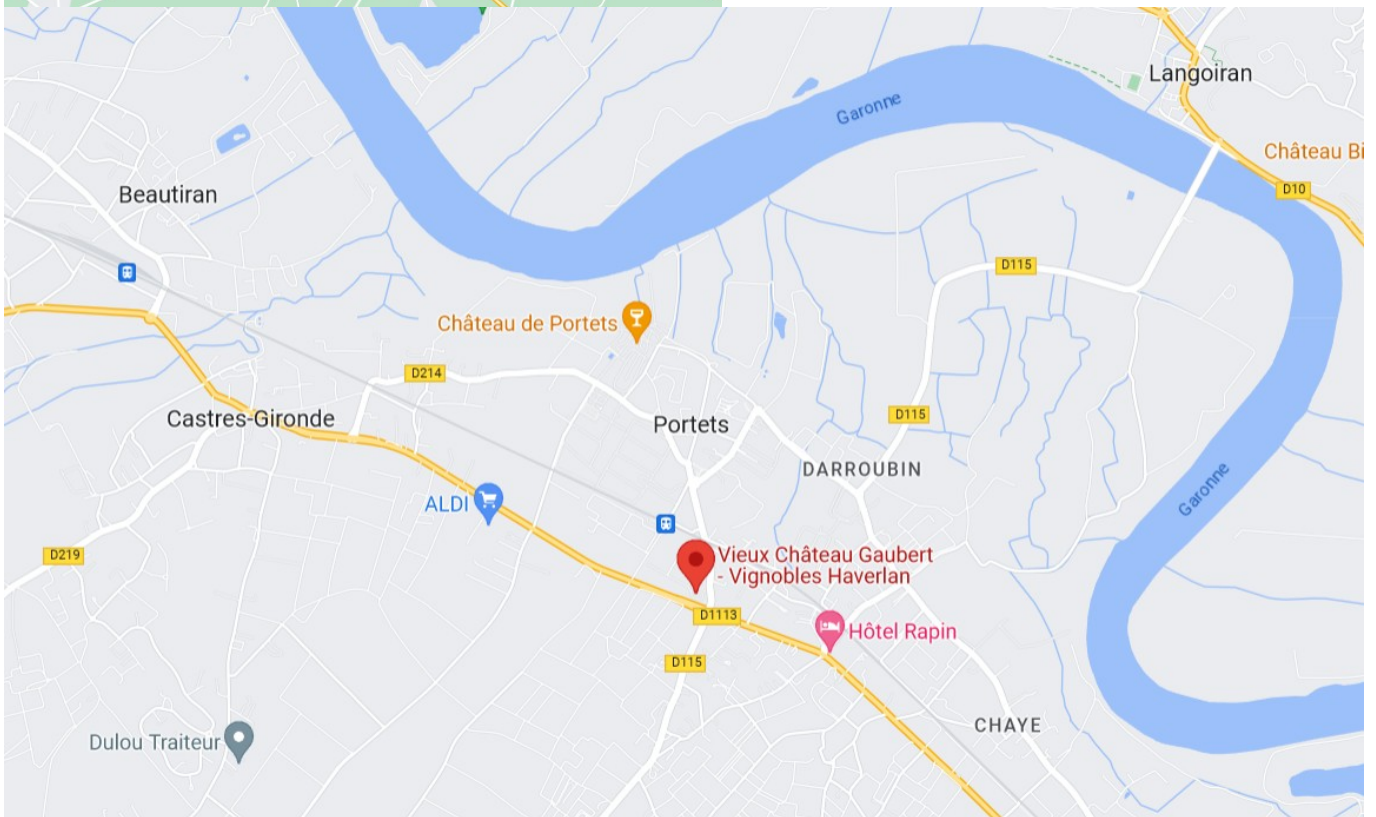 Langoiran
Garonne
Château Bi
D10
Beautiran
D115
Château de Portets
D214
Castres-Gironde
Portets
D115
DARROUBIN
Garonne
ALDI
D219
Vieux Château Gaubert
- Vignobles Haverlan
D1113
Hôtel Rapin
D115
CHAYE
Dulou Traiteur